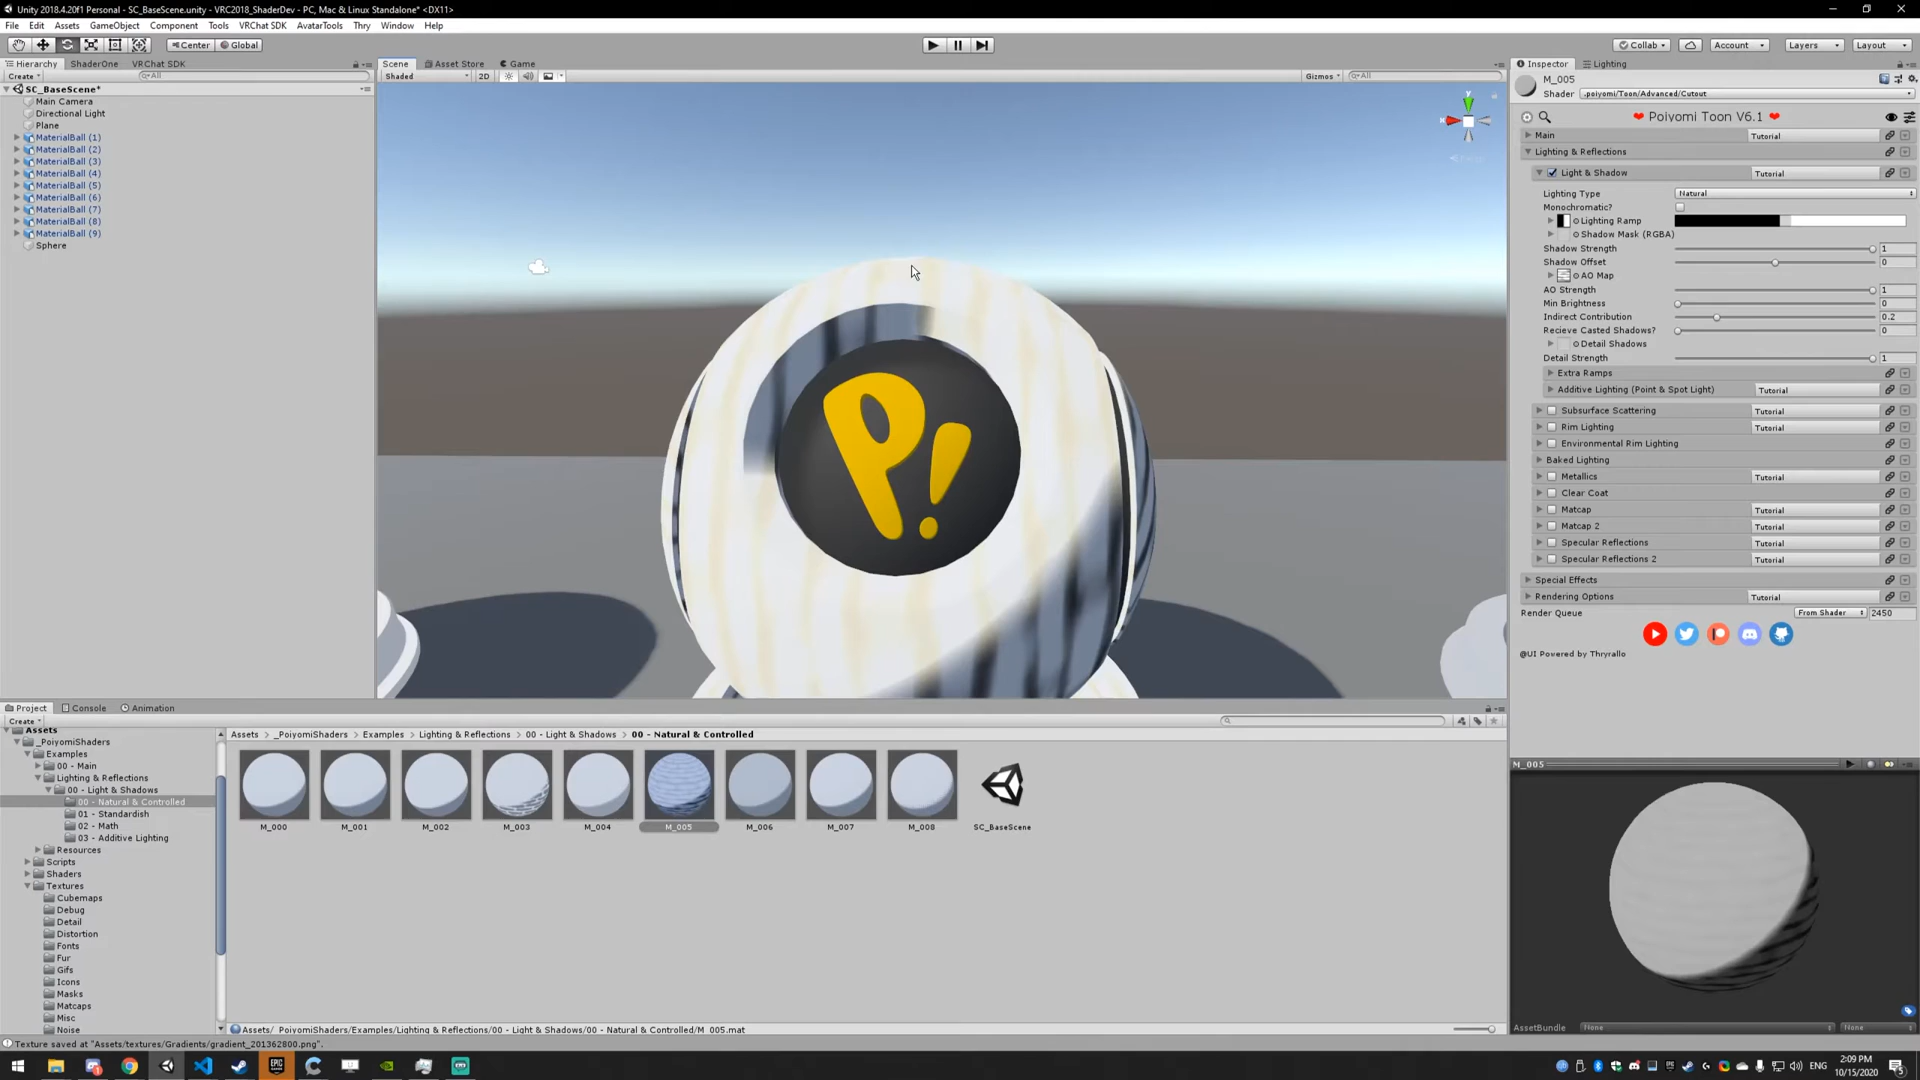 Unity 2018.4.20f1 Personal - SC_BaseScene.unity - VRC2018_ShaderDev - PC, Mac & Linux Standalone* <DX11>
File Edit Assets GameObject Component Tools VRChat SDK AvatarTools Thry Window Help
Center Global Collab Account Layers Layout
Hierarchy ShaderOne VRChat SDK
Create All
SC_BaseScene*
Main Camera
Directional Light
Plane
MaterialBall (1)
MaterialBall (2)
MaterialBall (3)
MaterialBall (4)
MaterialBall (5)
MaterialBall (6)
MaterialBall (7)
MaterialBall (8)
MaterialBall (9)
Sphere
Scene Asset Store Game
Shaded 2D Gizmos All
y
x
P!
Inspector Lighting
M_005
Shader .poiyomi/Toon/Advanced/Cutout
Poiyomi Toon V6.1
Main Tutorial
Lighting & Reflections
Light & Shadow Tutorial
Lighting Type Natural
Monochromatic?
Lighting Ramp
Shadow Mask (RGBA)
Shadow Strength 1
Shadow Offset 0
AO Map
AO Strength 1
Min Brightness 0
Indirect Contribution 0.2
Recieve Casted Shadows? 0
Detail Shadows
Detail Strength 1
Extra Ramps
Additive Lighting (Point & Spot Light) Tutorial
Subsurface Scattering Tutorial
Rim Lighting Tutorial
Environmental Rim Lighting
Baked Lighting
Metallics Tutorial
Clear Coat
Matcap Tutorial
Matcap 2 Tutorial
Specular Reflections Tutorial
Specular Reflections 2 Tutorial
Special Effects
Rendering Options Tutorial
Render Queue From Shader 2450
@UI Powered by Thryrallo
Project Console Animation
Create
Assets
_PoiyomiShaders
Examples
00 - Main
Lighting & Reflections
00 - Light & Shadows
00 - Natural & Controlled
01 - Standardish
02 - Math
03 - Additive Lighting
Resources
Scripts
Shaders
Textures
Cubemaps
Debug
Detail
Distortion
Fonts
Fur
Gifs
Icons
Masks
Matcaps
Misc
Noise
Assets > _PoiyomiShaders > Examples > Lighting & Reflections > 00 - Light & Shadows > 00 - Natural & Controlled
M_000 M_001 M_002 M_003 M_004 M_005 M_006 M_007 M_008 SC_BaseScene
Assets/_PoiyomiShaders/Examples/Lighting & Reflections/00 - Light & Shadows/00 - Natural & Controlled/M_005.mat
M_005
AssetBundle None None
Texture saved at "Assets/textures/Gradients/gradient_201362800.png".
ENG
2:09 PM
10/15/2020